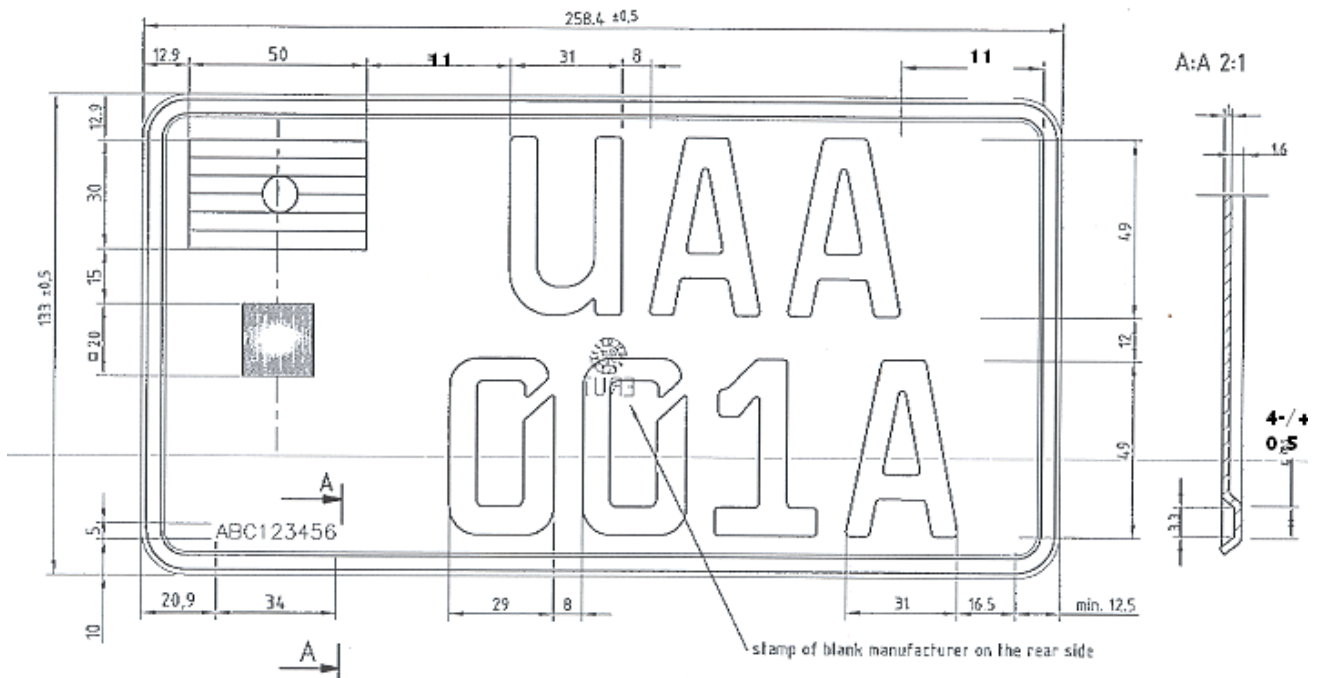 258.4 ±0,5
12.9 50 11 31 8 11
A:A 2:1
12.9
1.6
30
UAA
49
133 ±0,5
15
12
□20
001A
4-/+
0.5
49
A
3.3
5
ABC123456
20,9 34 29 8 31 16.5 min. 12,5
10
stamp of blank manufacturer on the rear side
A